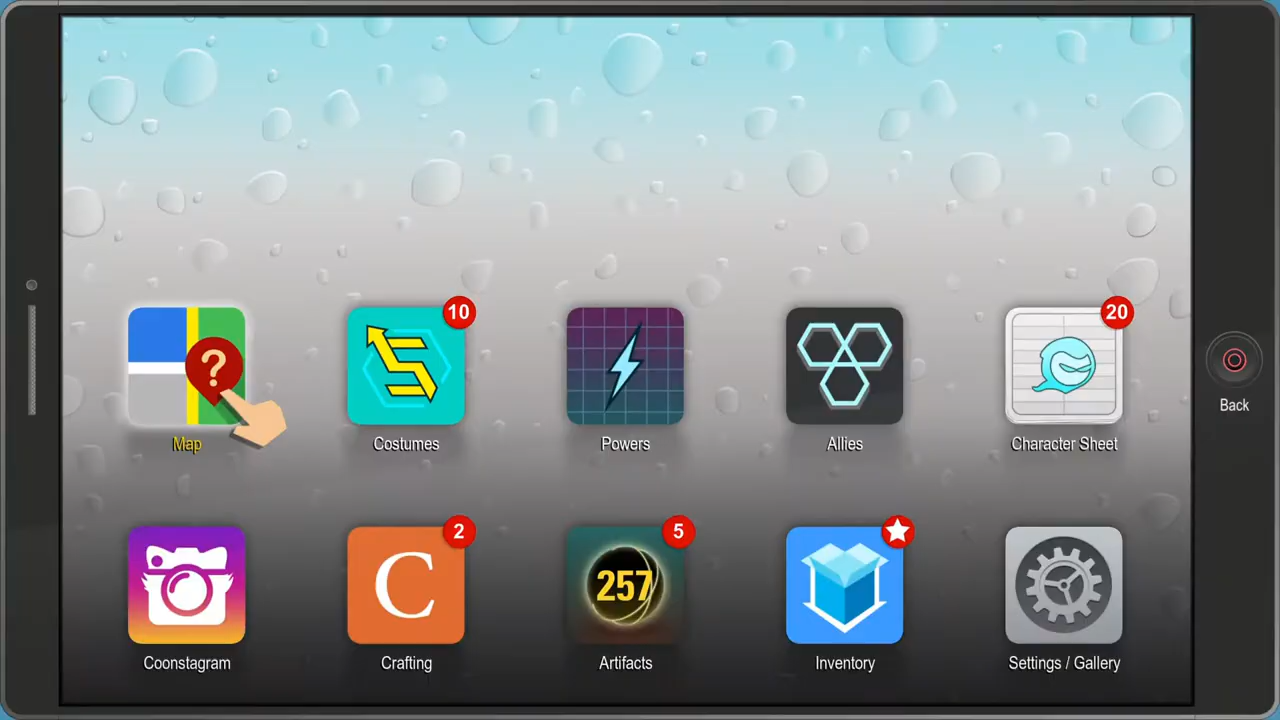 10
20
?
Map
Costumes
Powers
Allies
Character Sheet
Back
2
5
C
257
Coonstagram
Crafting
Artifacts
Inventory
Settings / Gallery